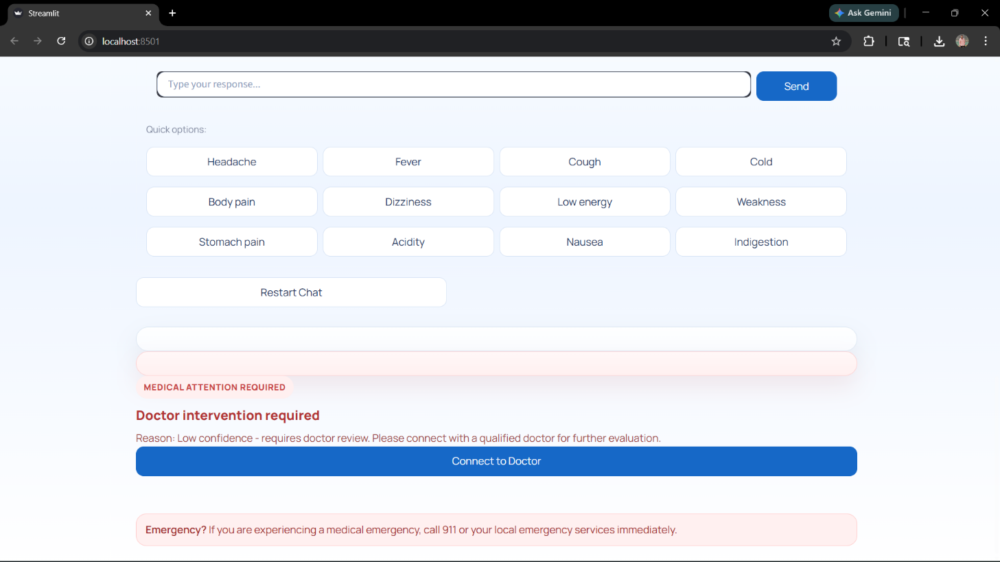 Streamlit
Ask Gemini
localhost:8501
Type your response...
Send
Quick options:
Headache
Fever
Cough
Cold
Body pain
Dizziness
Low energy
Weakness
Stomach pain
Acidity
Nausea
Indigestion
Restart Chat
MEDICAL ATTENTION REQUIRED
Doctor intervention required
Reason: Low confidence - requires doctor review. Please connect with a qualified doctor for further evaluation.
Connect to Doctor
Emergency? If you are experiencing a medical emergency, call 911 or your local emergency services immediately.